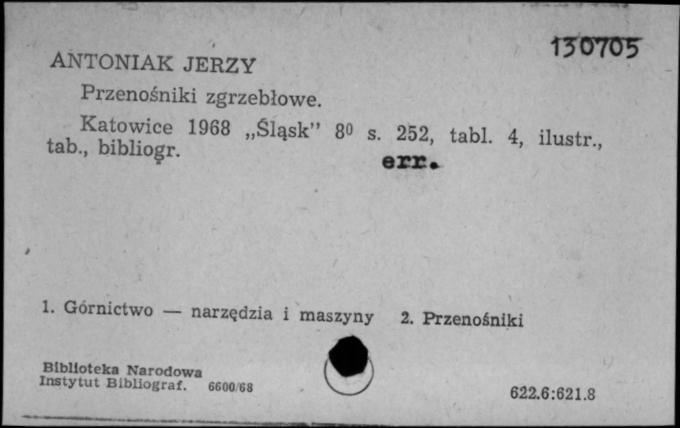 130705
ANTONIAK JERZY
Przenośniki zgrzebłowe.
Katowice 1968 „Śląsk” 8⁰ s. 252, tabl. 4, ilustr.,
tab., bibliogr.
err.
1. Górnictwo — narzędzia i maszyny 2. Przenośniki
Biblioteka Narodowa
Instytut Bibliograf. 6600/68
622.6:621.8